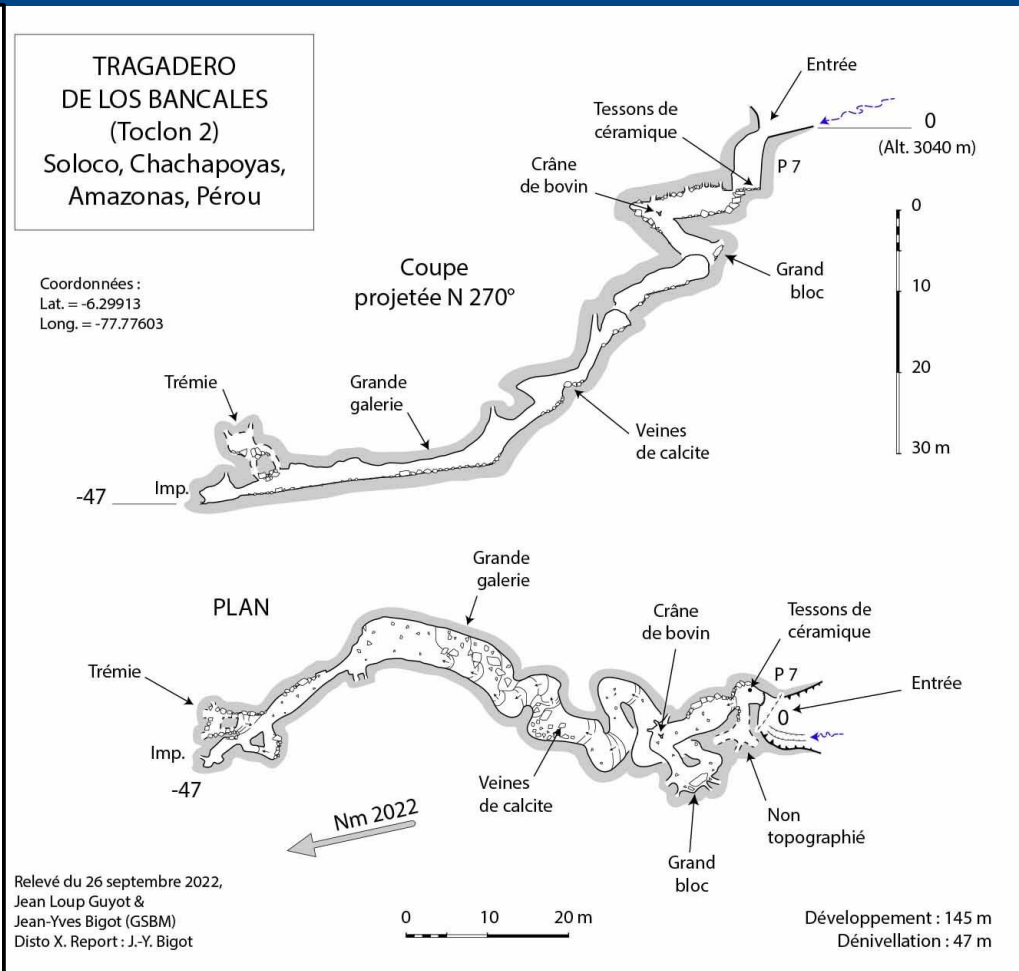 TRAGADERO
DE LOS BANCALES
(Toclon 2)
Soloco, Chachapoyas,
Amazonas, Pérou
Coordonnées :
Lat. = -6.29913
Long. = -77.77603
Coupe
projetée N 270°
Entrée
Tessons de
céramique
0
(Alt. 3040 m)
P 7
Crâne
de bovin
Grand
bloc
0
10
20
30 m
Trémie
Grande
galerie
Veines
de calcite
Imp.
-47
PLAN
Grande
galerie
Crâne
de bovin
Tessons de
céramique
P 7
Entrée
0
Trémie
Imp.
-47
Veines
de calcite
Non
topographié
Grand
bloc
Nm 2022
Relevé du 26 septembre 2022,
Jean Loup Guyot &
Jean-Yves Bigot (GSBM)
Disto X. Report : J.-Y. Bigot
0 10 20 m
Développement : 145 m
Dénivellation : 47 m